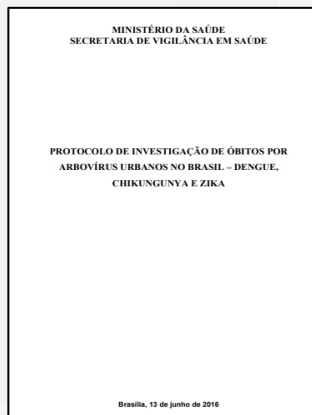 MINISTÉRIO DA SAÚDE
SECRETARIA DE VIGILÂNCIA EM SAÚDE
PROTOCOLO DE INVESTIGAÇÃO DE ÓBITOS POR
ARBOVÍRUS URBANOS NO BRASIL – DENGUE,
CHIKUNGUNYA E ZIKA
Brasília, 13 de junho de 2016